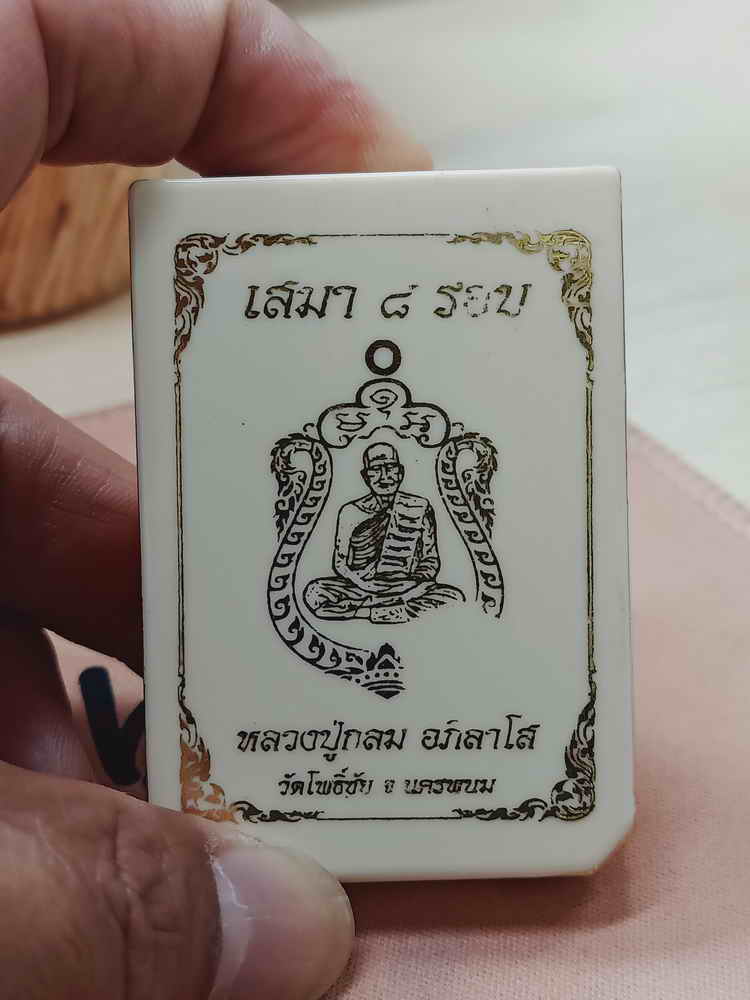 เสมา ๘ รอบ
หลวงปู่กลม อภิลาโส
วัดโพธิ์ชัย จ นครพนม